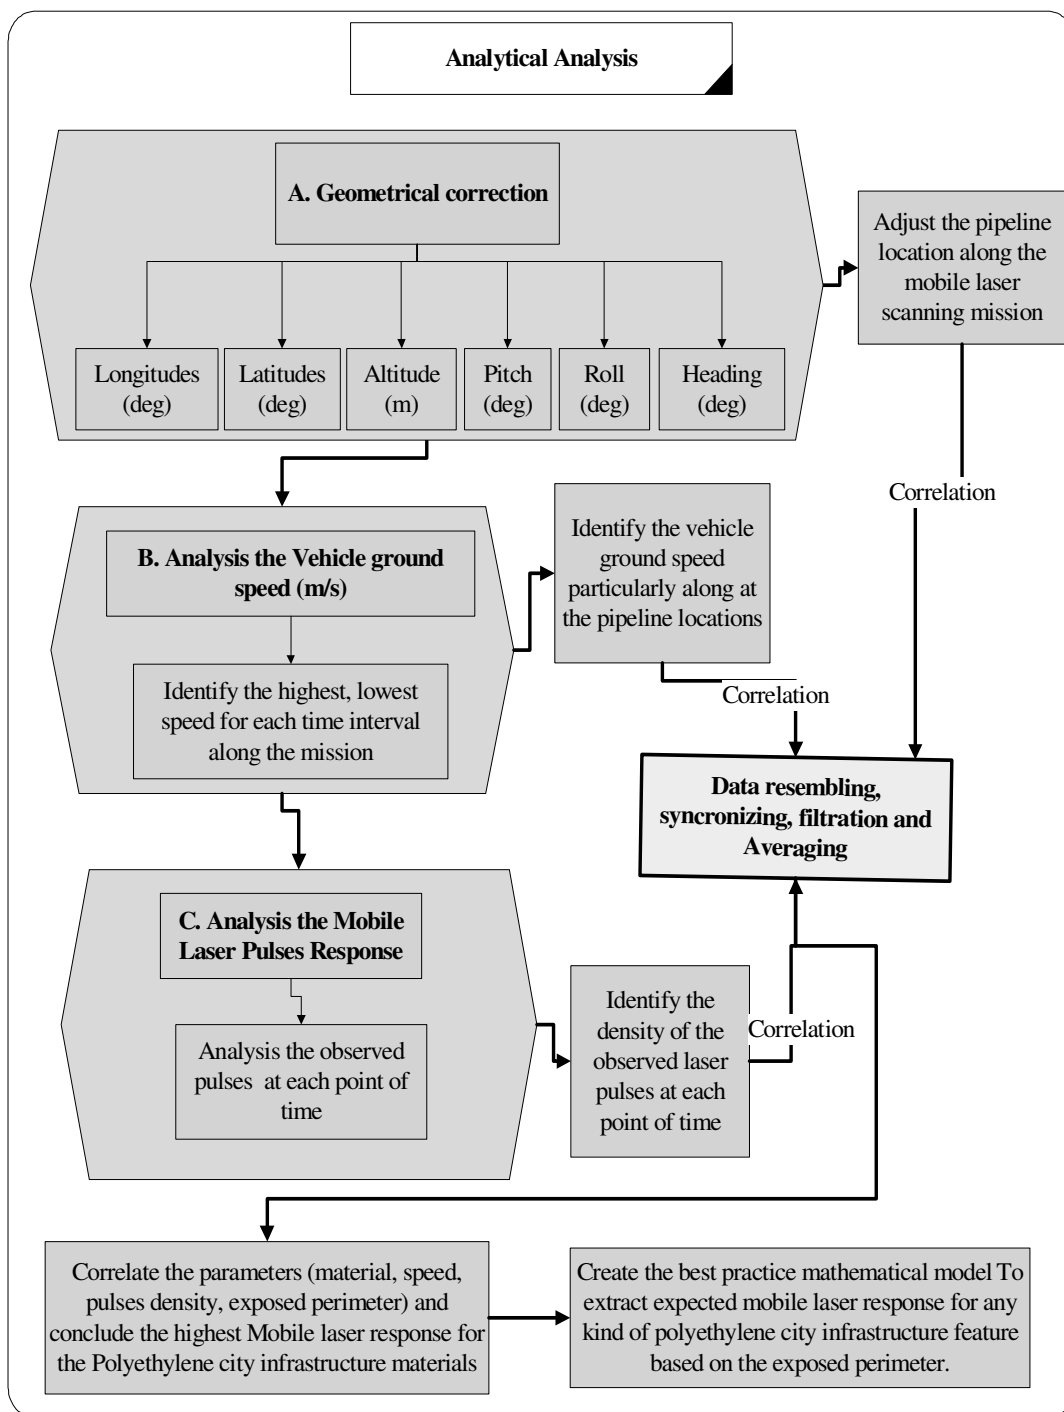 Analytical Analysis
A. Geometrical correction
Longitudes
(deg)
Latitudes
(deg)
Altitude
(m)
Pitch
(deg)
Roll
(deg)
Heading
(deg)
Adjust the pipeline
location along the
mobile laser
scanning mission
Correlation
B. Analysis the Vehicle ground
speed (m/s)
Identify the highest, lowest
speed for each time interval
along the mission
Identify the vehicle
ground speed
particularly along at
the pipeline locations
Correlation
Data resembling,
syncronizing, filtration and
Averaging
C. Analysis the Mobile
Laser Pulses Response
Analysis the observed
pulses at each point of
time
Identify the
density of the
observed laser
pulses at each
point of time
Correlation
Correlate the parameters (material, speed,
pulses density, exposed perimeter) and
conclude the highest Mobile laser response for
the Polyethylene city infrastructure materials
Create the best practice mathematical model To
extract expected mobile laser response for any
kind of polyethylene city infrastructure feature
based on the exposed perimeter.